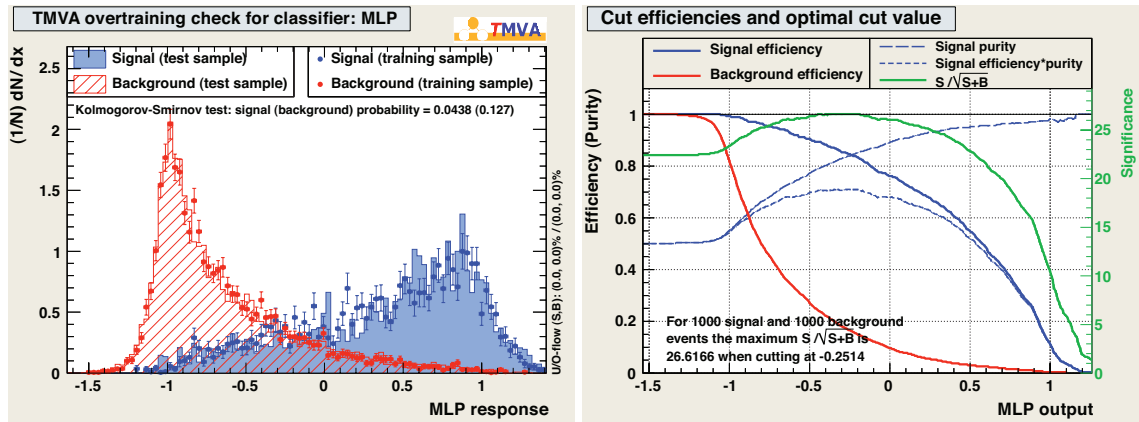 TMVA overtraining check for classifier: MLP
TMVA
Signal (test sample)
Background (test sample)
Signal (training sample)
Background (training sample)
Kolmogorov-Smirnov test: signal (background) probability = 0.0438 (0.127)
(1/N) dN/ dx
2.5
2
1.5
1
0.5
0
-1.5 -1 -0.5 0 0.5 1
MLP response
U/O-flow (S,B): (0.0, 0.0)% / (0.0, 0.0)%
Cut efficiencies and optimal cut value
Signal efficiency
Background efficiency
Signal purity
Signal efficiency*purity
S/√S+B
Efficiency (Purity)
1
0.8
0.6
0.4
0.2
0
For 1000 signal and 1000 background
events the maximum S/√S+B is
26.6166 when cutting at -0.2514
-1.5 -1 -0.5 0 0.5 1
MLP output
25
20
15
10
5
0
Significance